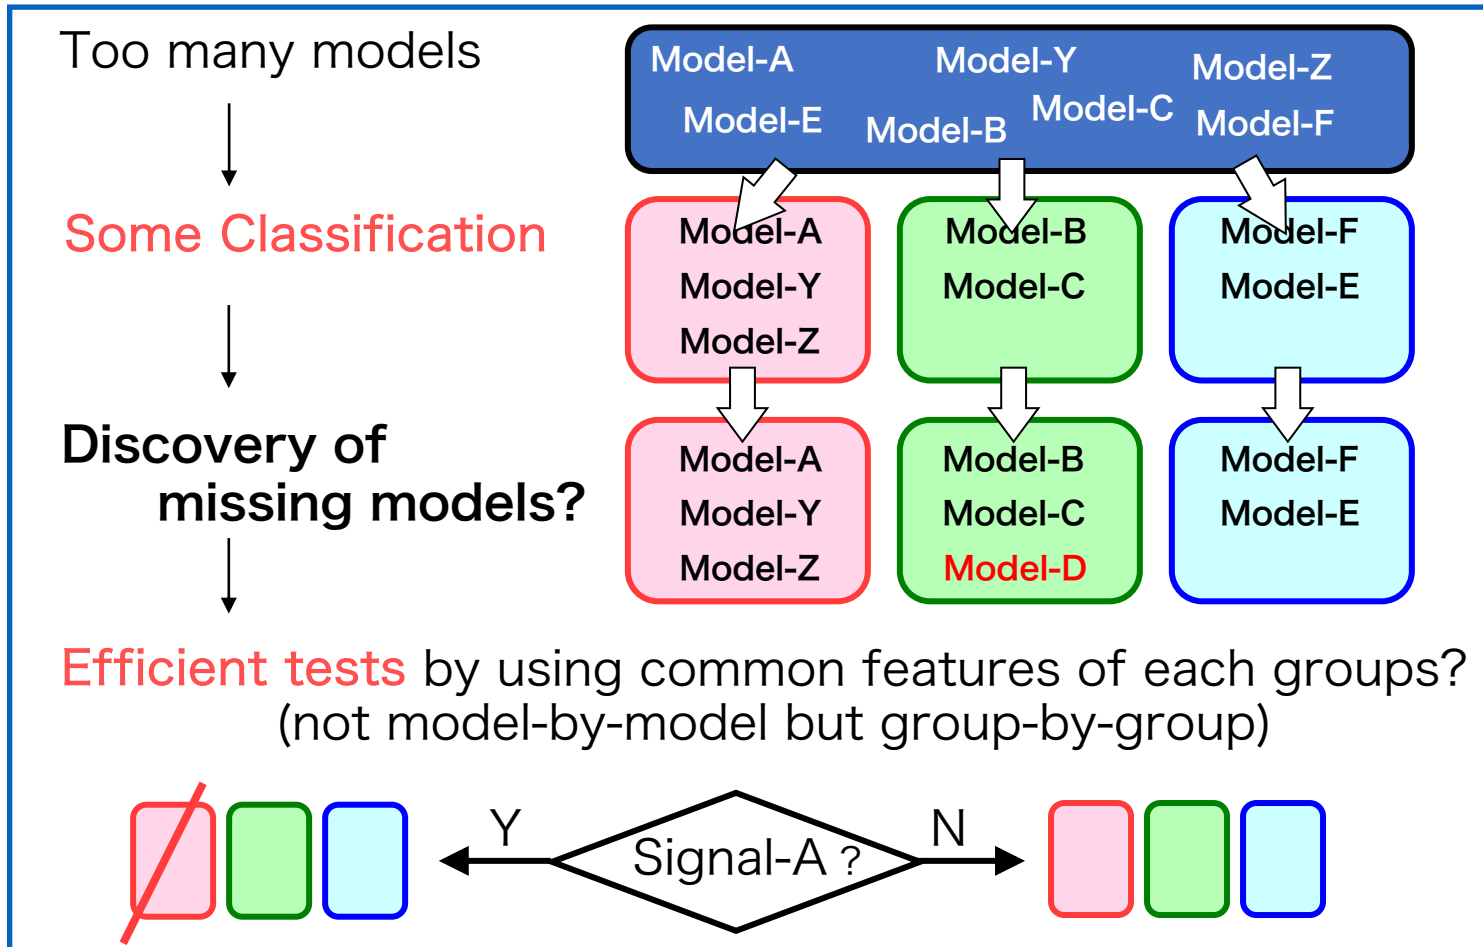 Too many models
Model-A
Model-Y
Model-Z
Model-E
Model-B
Model-C
Model-F
Some Classification
Model-A
Model-Y
Model-Z
Model-B
Model-C
Model-F
Model-E
Discovery of
missing models?
Model-A
Model-Y
Model-Z
Model-B
Model-C
Model-D
Model-F
Model-E
Efficient tests by using common features of each groups?
(not model-by-model but group-by-group)
Y
Signal-A ?
N